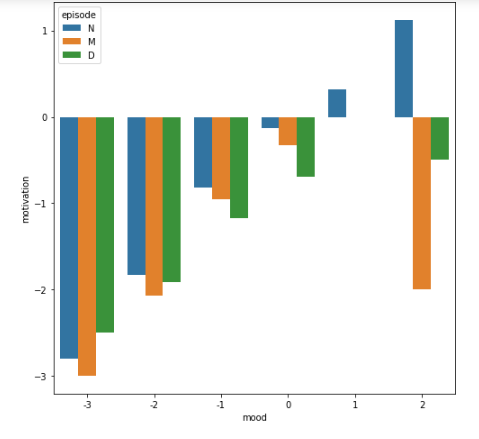 episode
N
M
D
1
0
−1
−2
−3
motivation
-3 -2 -1 0 1 2
mood